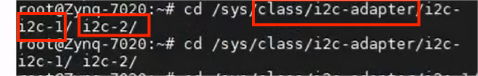 root@Zynq-7020:~# cd /sys/class/i2c-adapter/i2c-
i2c-1/ i2c-2/
root@Zynq-7020:~# cd /sys/class/i2c-adapter/i2c-
i2c-1/ i2c-2/